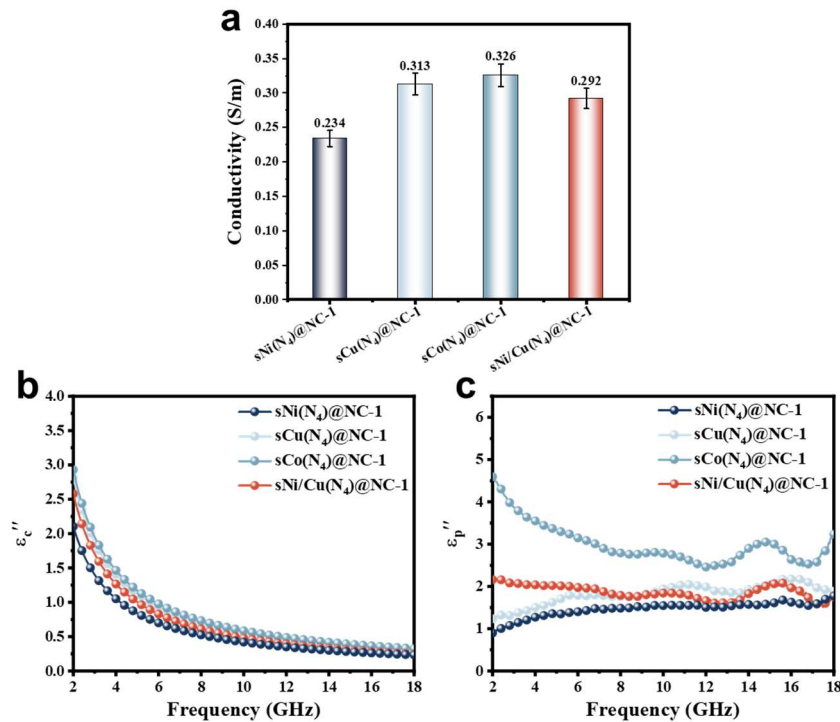 a
Conductivity (S/m)
0.40
0.35
0.30
0.25
0.20
0.15
0.10
0.05
0.00
0.234
0.313
0.326
0.292
sNi(N₄)@NC-1
sCu(N₄)@NC-1
sCo(N₄)@NC-1
sNi/Cu(N₄)@NC-1
b
εc″
4.0
3.5
3.0
2.5
2.0
1.5
1.0
0.5
0.0
sNi(N₄)@NC-1
sCu(N₄)@NC-1
sCo(N₄)@NC-1
sNi/Cu(N₄)@NC-1
2 4 6 8 10 12 14 16 18
Frequency (GHz)
c
εp″
6
5
4
3
2
1
0
sNi(N₄)@NC-1
sCu(N₄)@NC-1
sCo(N₄)@NC-1
sNi/Cu(N₄)@NC-1
2 4 6 8 10 12 14 16 18
Frequency (GHz)